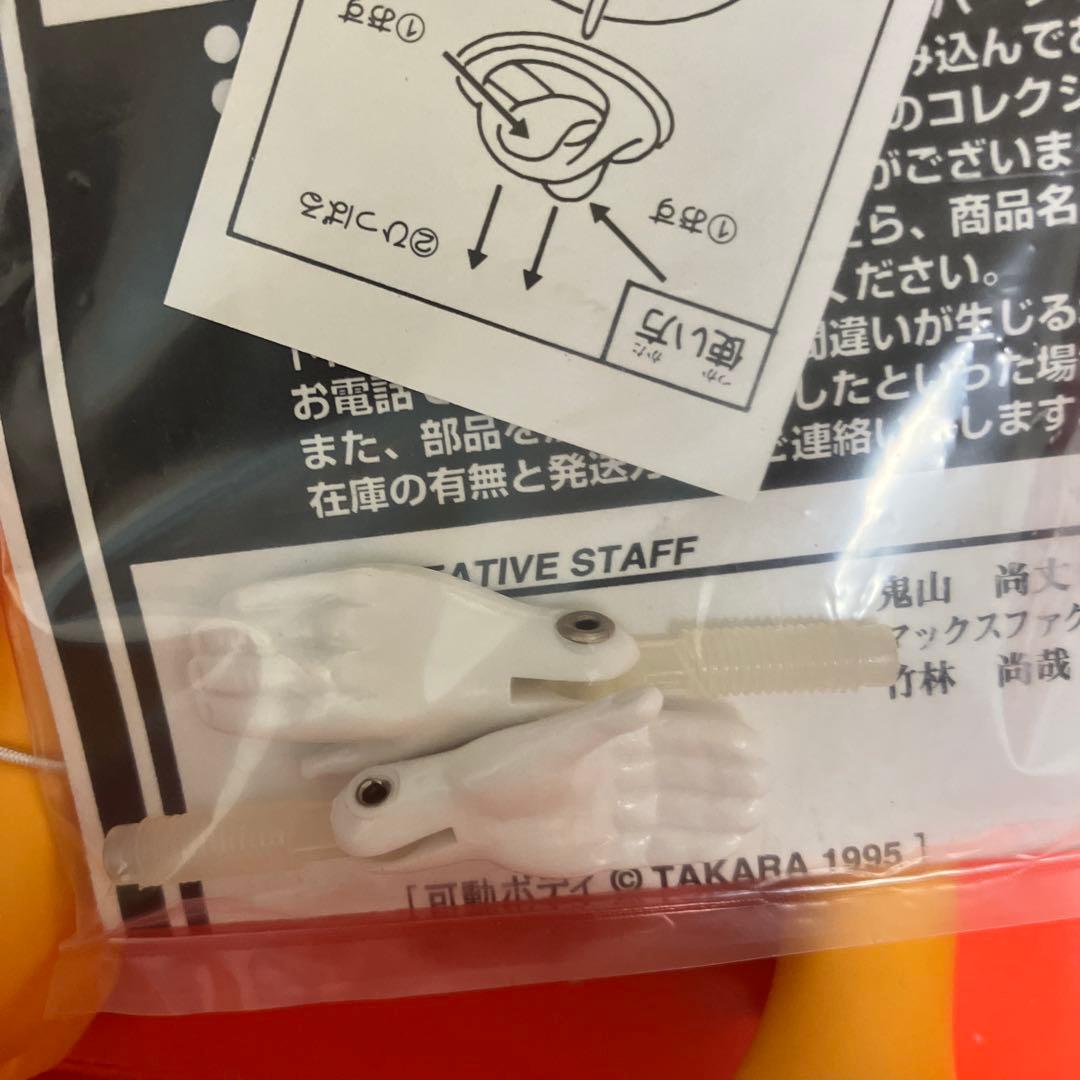 ①おす
②ひっぱる
①おす
使い方
つか かた
み込んであ
のコレクシ
がございま
ら、商品名
ください。
間違いが生じる
お電話
したといった場
また、部品を
ご連絡い
します
在庫の有無と発送方
ATIVE STAFF
鬼山 尚丈
マックスファク
竹林 尚哉
[可動ボディ © TAKARA 1995]